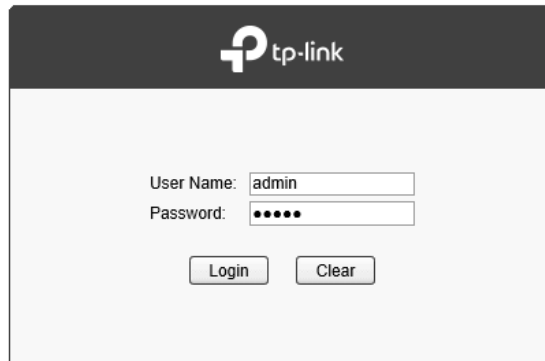 tp-link
User Name: admin
Password: •••••
Login Clear